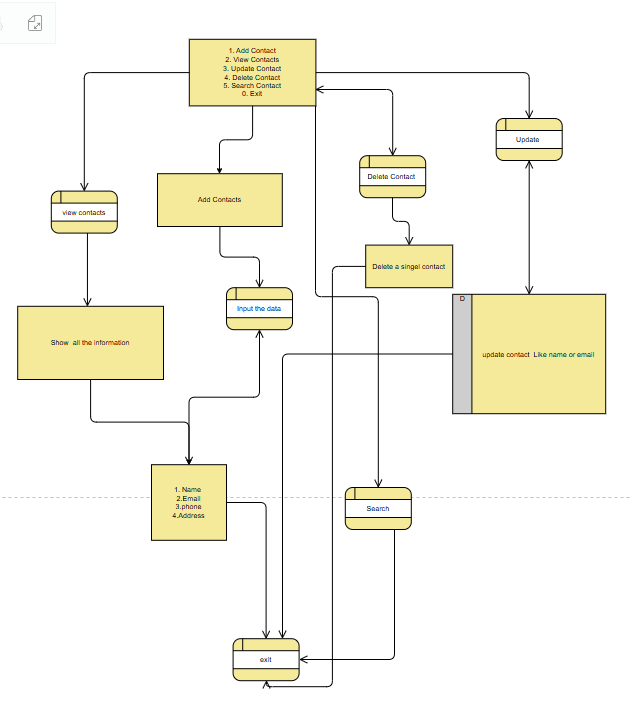 1. Add Contact
2. View Contacts
3. Update Contact
4. Delete Contact
5. Search Contact
0. Exit
Update
Delete Contact
view contacts
Add Contacts
Delete a singel contact
D
Input the data
Show all the information
update contact Like name or email
1. Name
2.Email
3.phone
4.Address
Search
exit